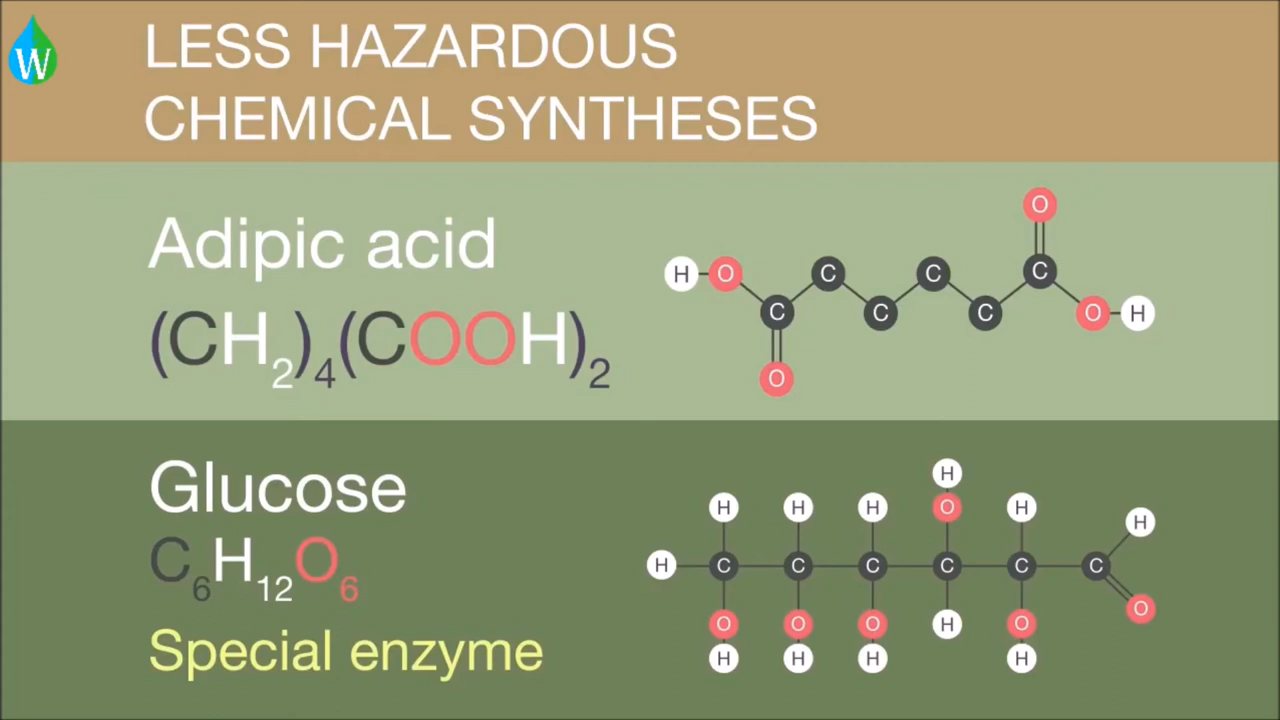 W
LESS HAZARDOUS
CHEMICAL SYNTHESES
Adipic acid
(CH₂)₄(COOH)₂
O
H O C C C C C C O H
O
Glucose
C₆H₁₂O₆
Special enzyme
H
H H H O H H
H C C C C C C
O O O H O O
H H H H